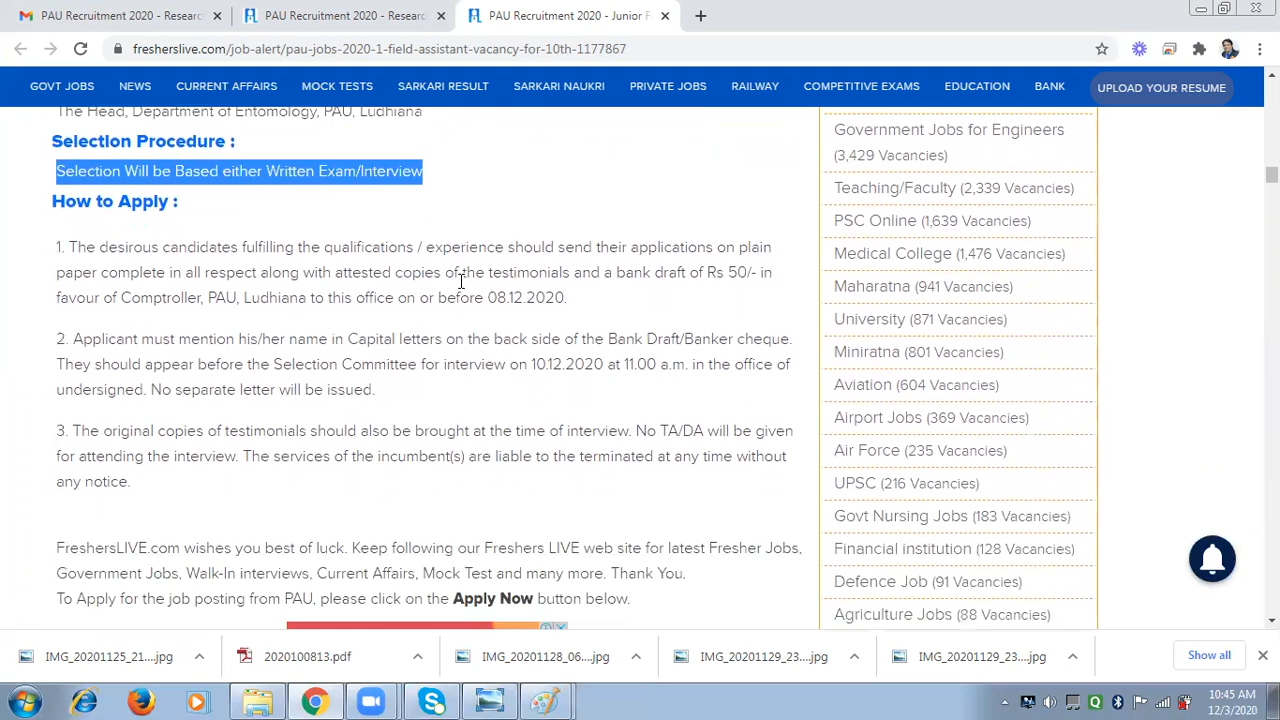 PAU Recruitment 2020 - Research
PAU Recruitment 2020 - Research
PAU Recruitment 2020 - Junior F
fresherslive.com/job-alert/pau-jobs-2020-1-field-assistant-vacancy-for-10th-1177867
GOVT JOBS NEWS CURRENT AFFAIRS MOCK TESTS SARKARI RESULT SARKARI NAUKRI PRIVATE JOBS RAILWAY COMPETITIVE EXAMS EDUCATION BANK UPLOAD YOUR RESUME
The Head, Department of Entomology, PAU, Ludhiana
Selection Procedure :
Selection Will be Based either Written Exam/Interview
How to Apply :
1. The desirous candidates fulfilling the qualifications / experience should send their applications on plain
paper complete in all respect along with attested copies of the testimonials and a bank draft of Rs 50/- in
favour of Comptroller, PAU, Ludhiana to this office on or before 08.12.2020.
2. Applicant must mention his/her name in Capital letters on the back side of the Bank Draft/Banker cheque.
They should appear before the Selection Committee for interview on 10.12.2020 at 11.00 a.m. in the office of
undersigned. No separate letter will be issued.
3. The original copies of testimonials should also be brought at the time of interview. No TA/DA will be given
for attending the interview. The services of the incumbent(s) are liable to the terminated at any time without
any notice.
FreshersLIVE.com wishes you best of luck. Keep following our Freshers LIVE web site for latest Fresher Jobs,
Government Jobs, Walk-In interviews, Current Affairs, Mock Test and many more. Thank You.
To Apply for the job posting from PAU, please click on the Apply Now button below.
Government Jobs for Engineers
(3,429 Vacancies)
Teaching/Faculty (2,339 Vacancies)
PSC Online (1,639 Vacancies)
Medical College (1,476 Vacancies)
Maharatna (941 Vacancies)
University (871 Vacancies)
Miniratna (801 Vacancies)
Aviation (604 Vacancies)
Airport Jobs (369 Vacancies)
Air Force (235 Vacancies)
UPSC (216 Vacancies)
Govt Nursing Jobs (183 Vacancies)
Financial institution (128 Vacancies)
Defence Job (91 Vacancies)
Agriculture Jobs (88 Vacancies)
IMG_20201125_21....jpg
2020100813.pdf
IMG_20201128_06....jpg
IMG_20201129_23....jpg
IMG_20201129_23....jpg
Show all
10:45 AM
12/3/2020